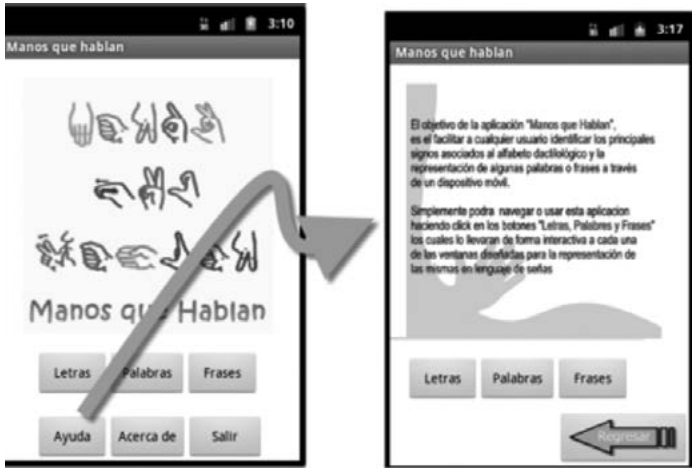 3:10
Manos que hablan
Manos que Hablan
Letras Palabras Frases
Ayuda Acerca de Salir
3:17
Manos que hablan
El objetivo de la aplicación "Manos que Hablan",
es el facilitar a cualquier usuario identificar los principales
signos asociados al alfabeto dactilológico y la
representación de algunas palabras o frases a través
de un dispositivo móvil.
Simplemente podra navegar o usar esta aplicacion
haciendo click en los botones "Letras, Palabres y Frases"
los cuales lo llevaran de forma interactiva a cada una
de las ventanas diseñadas para la representación de
las mismas en lenguaje de señas
Letras Palabras Frases
Regresar